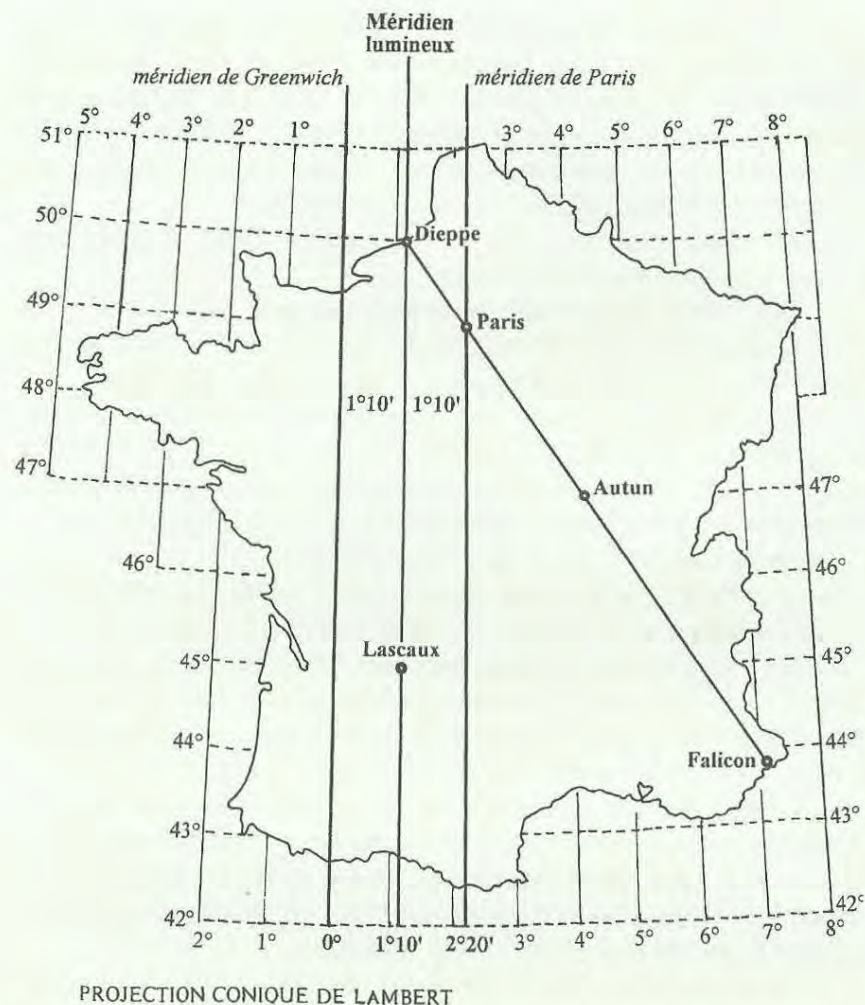 Méridien
lumineux
méridien de Greenwich
méridien de Paris
5° 4° 3° 2° 1° 3° 4° 5° 6° 7° 8°
51°
50°
Dieppe
49°
Paris
48°
1°10' 1°10'
47°
Autun
47°
46°
46°
Lascaux
45°
45°
44°
Falicon
44°
43°
43°
42°
42°
2° 1° 0° 1°10' 2°20' 3° 4° 5° 6° 7° 8°
PROJECTION CONIQUE DE LAMBERT